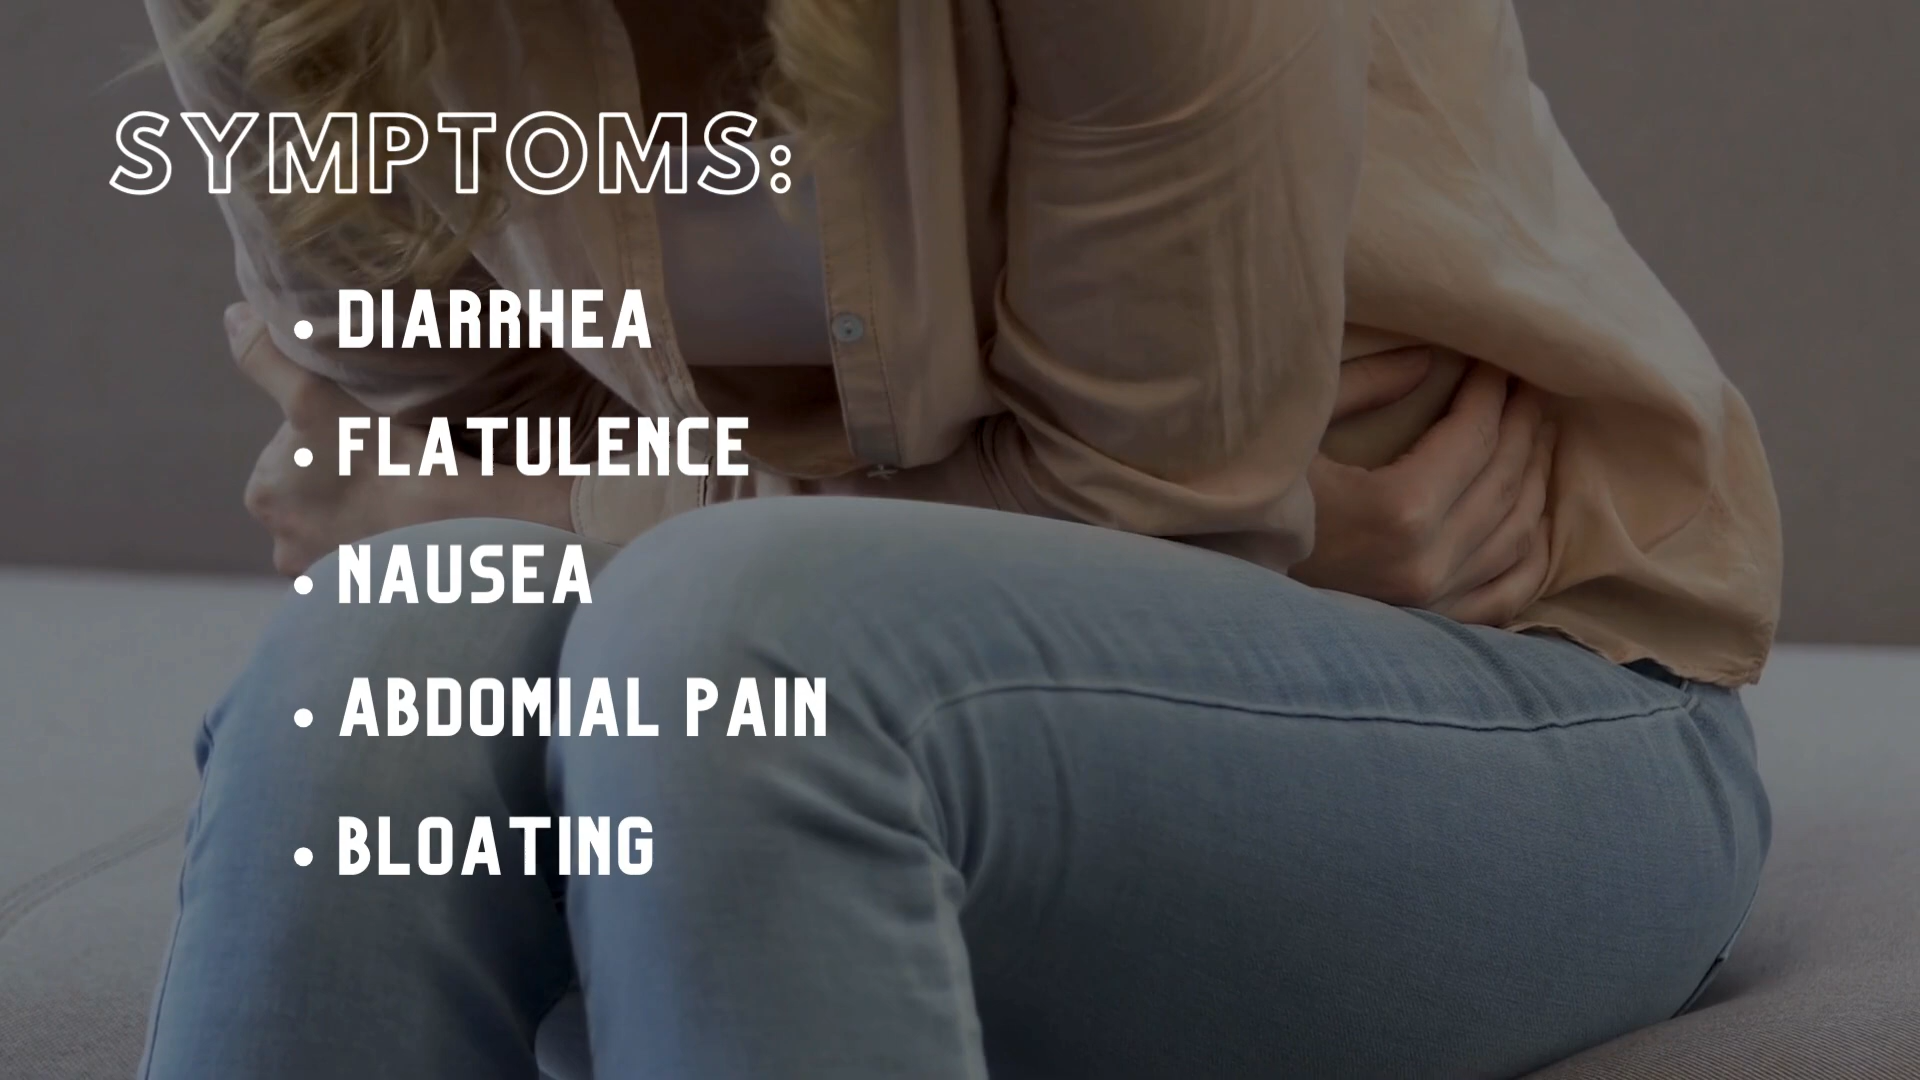 SYMPTOMS:
• DIARRHEA
• FLATULENCE
• NAUSEA
• ABDOMIAL PAIN
• BLOATING